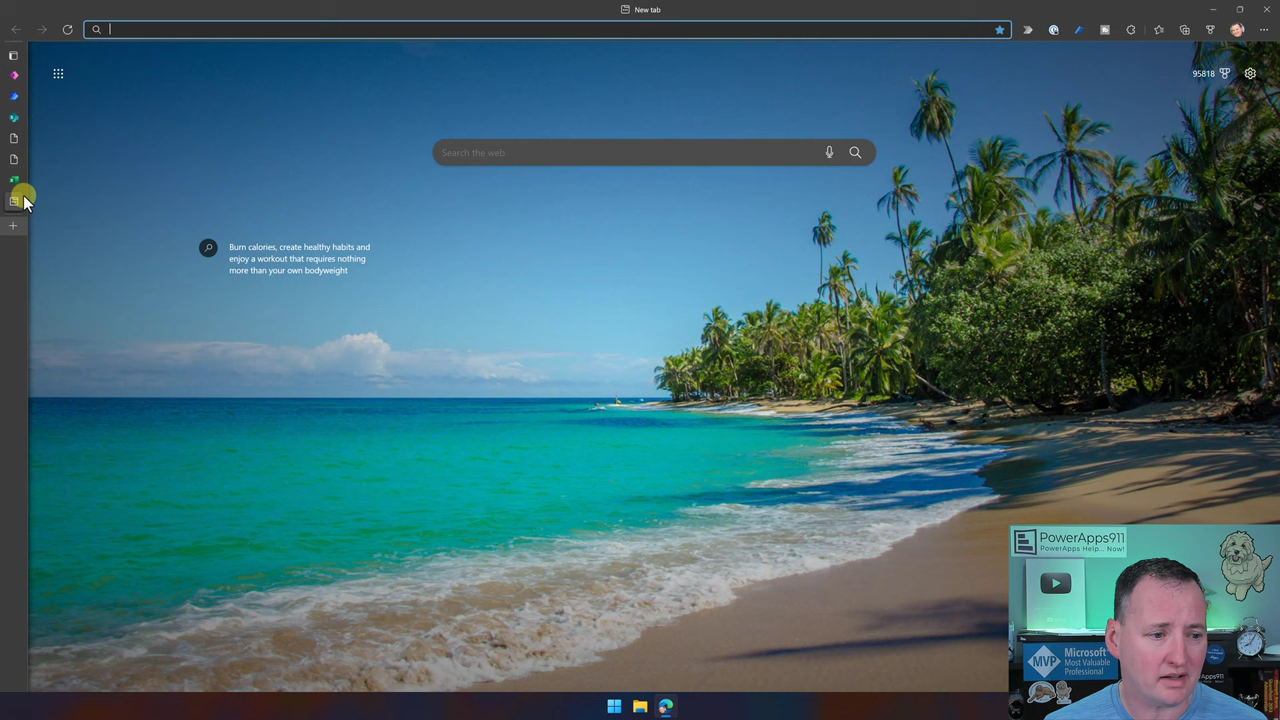 New tab
95818
Search the web
Burn calories, create healthy habits and
enjoy a workout that requires nothing
more than your own bodyweight
PowerApps911
PowerApps Help... Now!
MVP
Microsoft
Most Valuable
Professional
PowerApps911